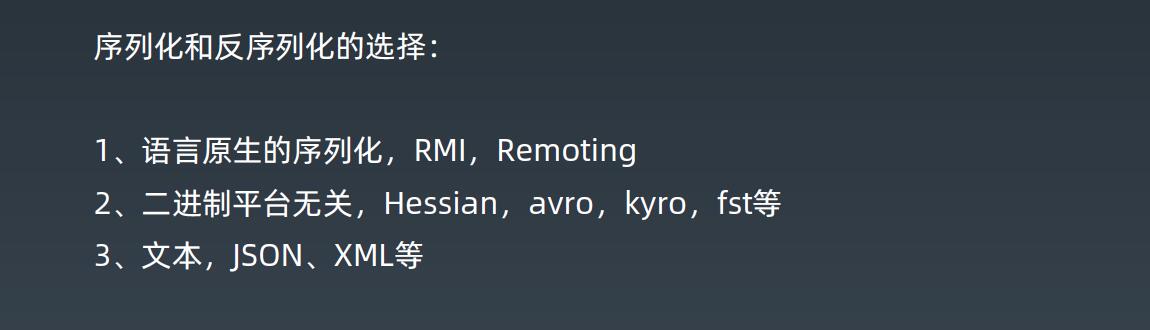 序列化和反序列化的选择：
1、语言原生的序列化，RMI，Remoting
2、二进制平台无关，Hessian，avro，kyro，fst等
3、文本，JSON、XML等